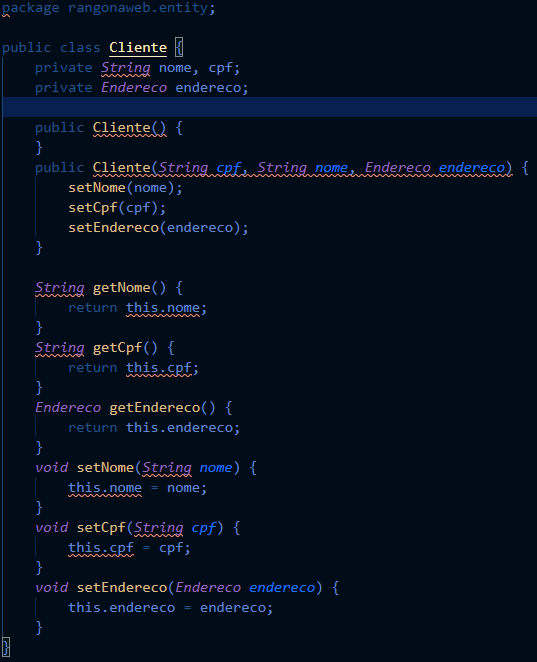 package rangonaweb.entity;
public class Cliente {
private String nome, cpf;
private Endereco endereco;
public Cliente() {
}
public Cliente(String cpf, String nome, Endereco endereco) {
setNome(nome);
setCpf(cpf);
setEndereco(endereco);
}
String getNome() {
return this.nome;
}
String getCpf() {
return this.cpf;
}
Endereco getEndereco() {
return this.endereco;
}
void setNome(String nome) {
this.nome = nome;
}
void setCpf(String cpf) {
this.cpf = cpf;
}
void setEndereco(Endereco endereco) {
this.endereco = endereco;
}
}